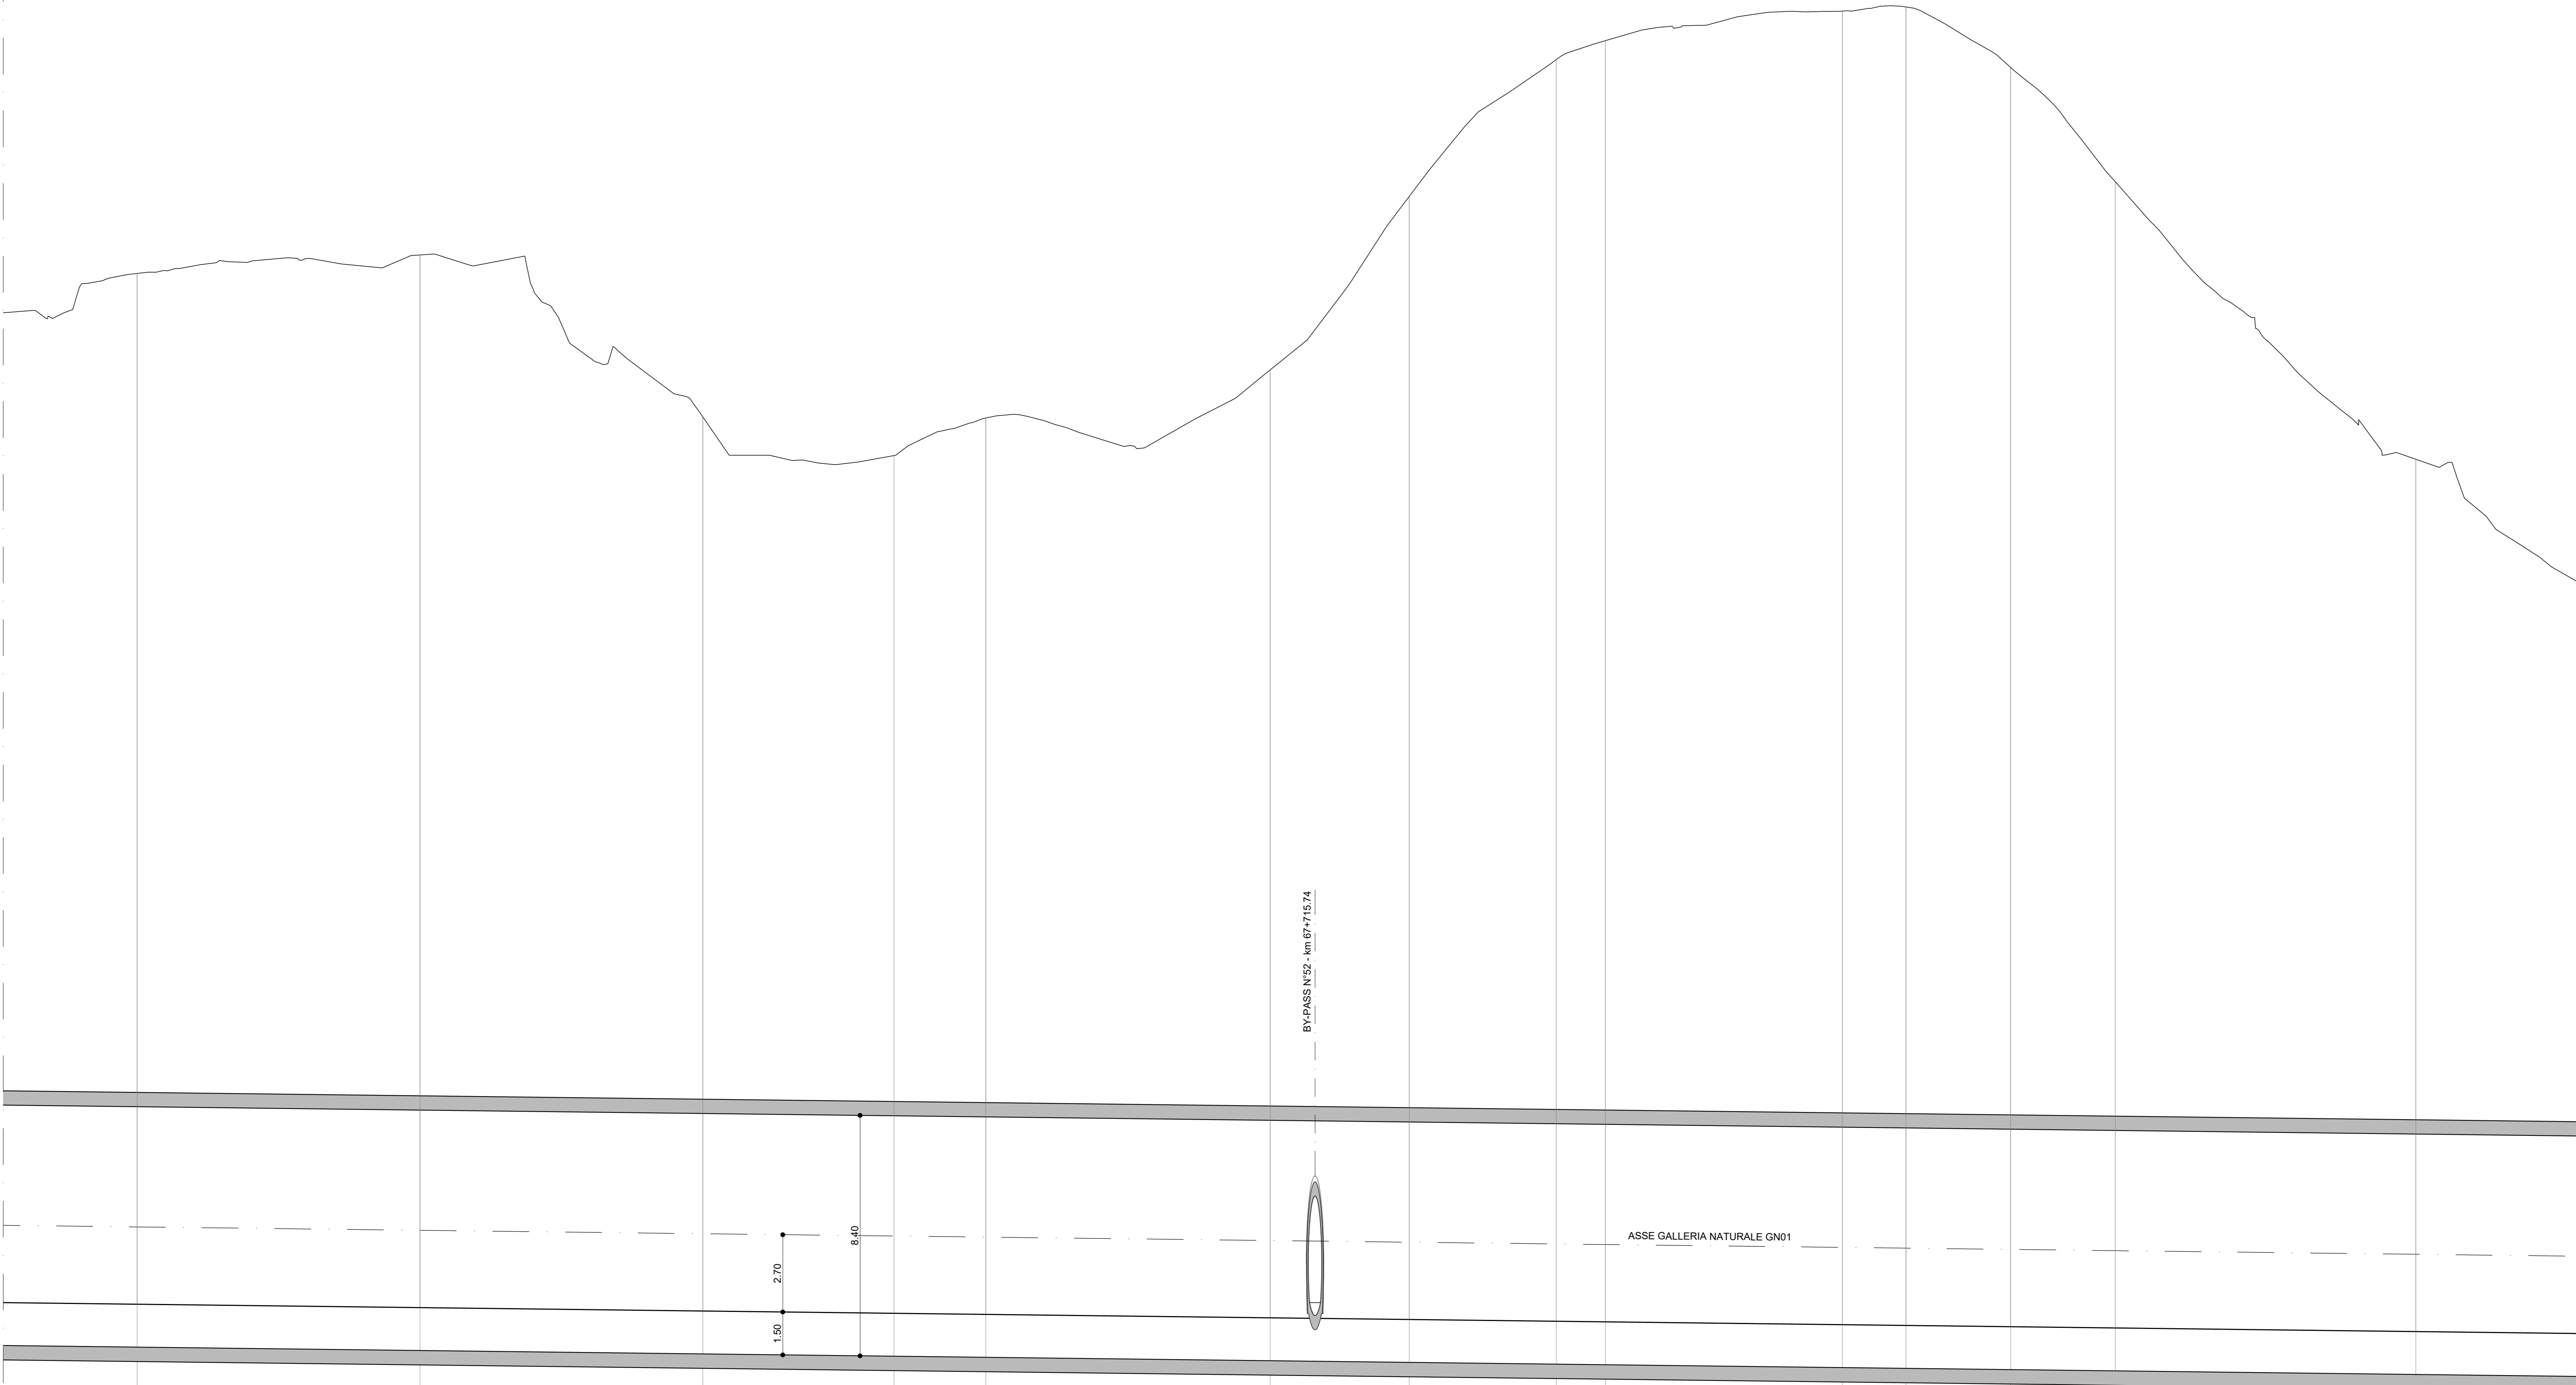 BY-PASS N°52 - km 67+715.74
8.40
ASSE GALLERIA NATURALE GN01
2.70
1.50